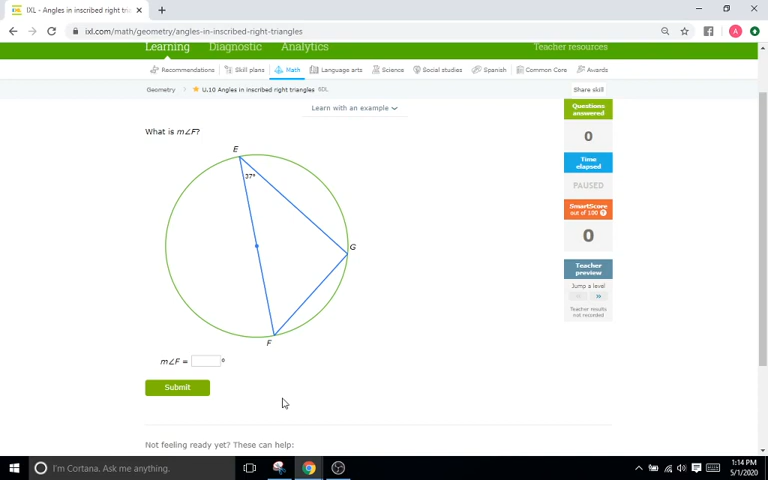 IXL - Angles in inscribed right tri
ixl.com/math/geometry/angles-in-inscribed-right-triangles
A
Learning Diagnostic Analytics Teacher resources
Recommendations Skill plans Math Language arts Science Social studies Spanish Common Core Awards
Geometry > U.10 Angles in inscribed right triangles 6DL Share skill
Learn with an example
Questions answered
0
Time elapsed
PAUSED
SmartScore
out of 100 ?
0
Teacher preview
Jump a level
Teacher results not recorded
What is m∠F?
E
37°
G
F
m∠F = °
Submit
Not feeling ready yet? These can help:
I'm Cortana. Ask me anything.
1:14 PM
5/1/2020